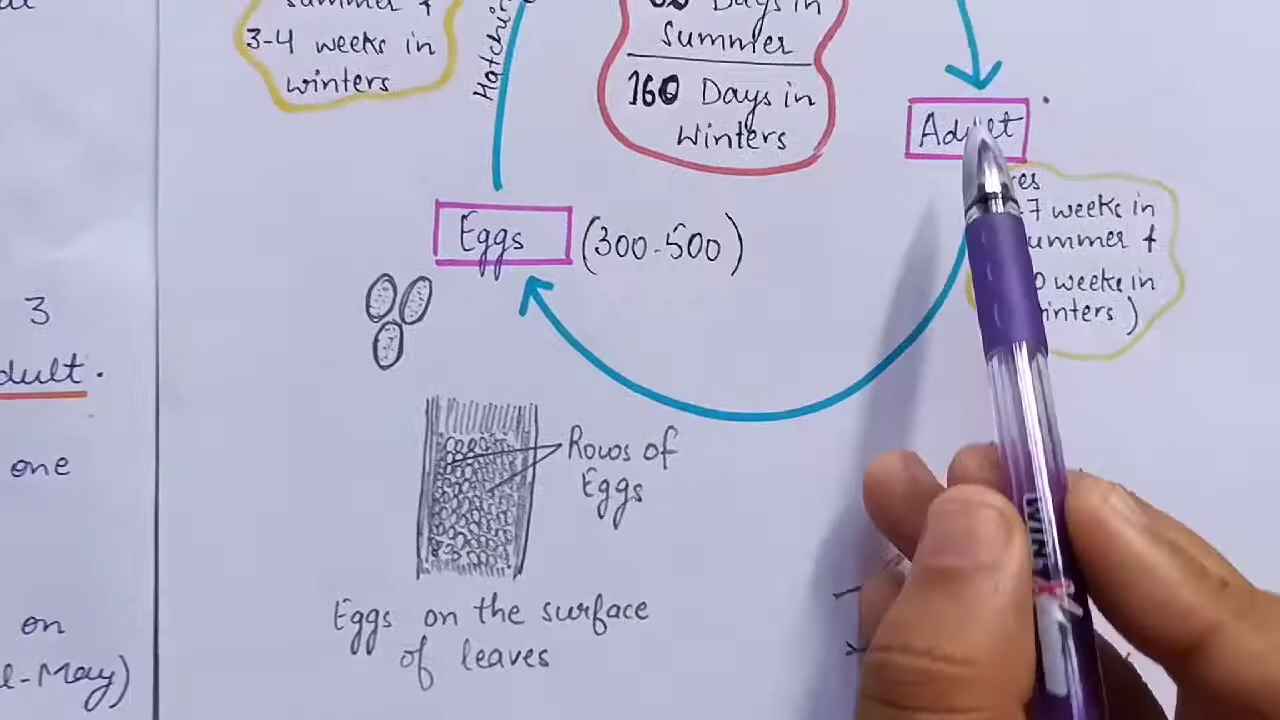 summer &
3-4 weeks in
winters
Hatchin
Days in
Summer
160 Days in
Winters
Adult
res
7 weeks in
ummer &
0 weeks in
inters )
Eggs (300-500)
3
dult.
one
on
l-May)
Rows of
Eggs
Eggs on the surface
of leaves
WIN